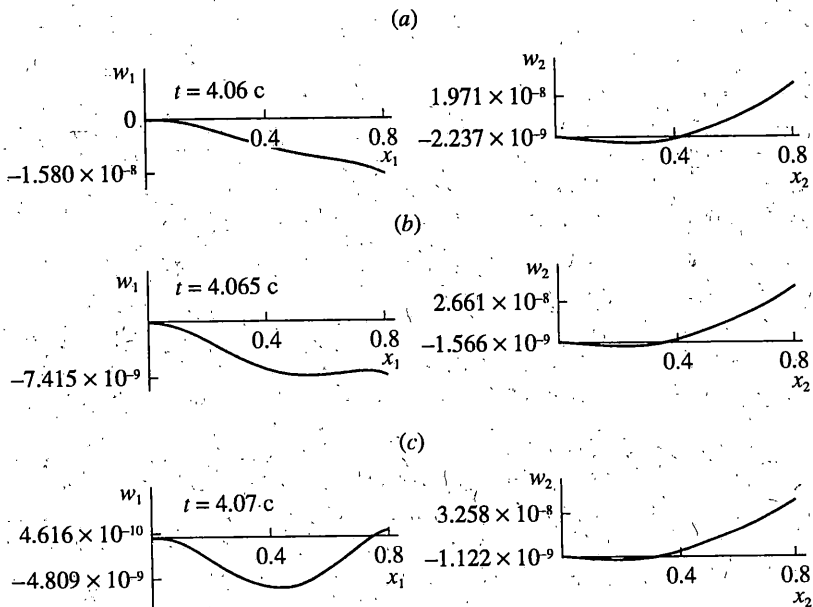 (a)
w₁
t = 4.06 c
0
0.4
0.8
x₁
−1.580 × 10⁻⁸
w₂
1.971 × 10⁻⁸
−2.237 × 10⁻⁹
0.4
0.8
x₂
(b)
w₁
t = 4.065 c
0.4
0.8
x₁
−7.415 × 10⁻⁹
w₂
2.661 × 10⁻⁸
−1.566 × 10⁻⁹
0.4
0.8
x₂
(c)
w₁
t = 4.07 c
4.616 × 10⁻¹⁰
0.4
0.8
−4.809 × 10⁻⁹
x₁
w₂
3.258 × 10⁻⁸
−1.122 × 10⁻⁹
0.4
0.8
x₂